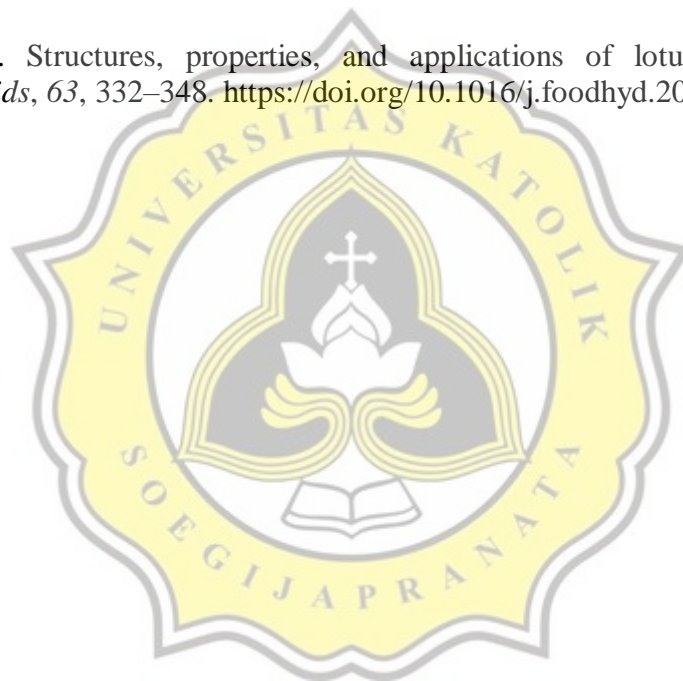 . Structures, properties, and applications of lotu
ids, 63, 332–348. https://doi.org/10.1016/j.foodhyd.20
UNIVERSITAS KATOLIK
SOEGIJAPRANATA